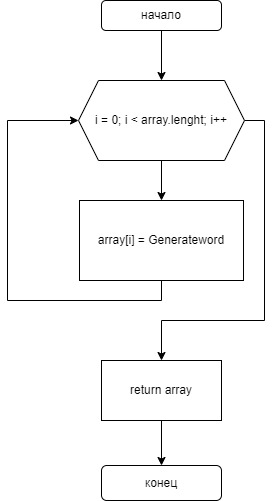 начало
i = 0; i < array.lenght; i++
array[i] = Generateword
return array
конец